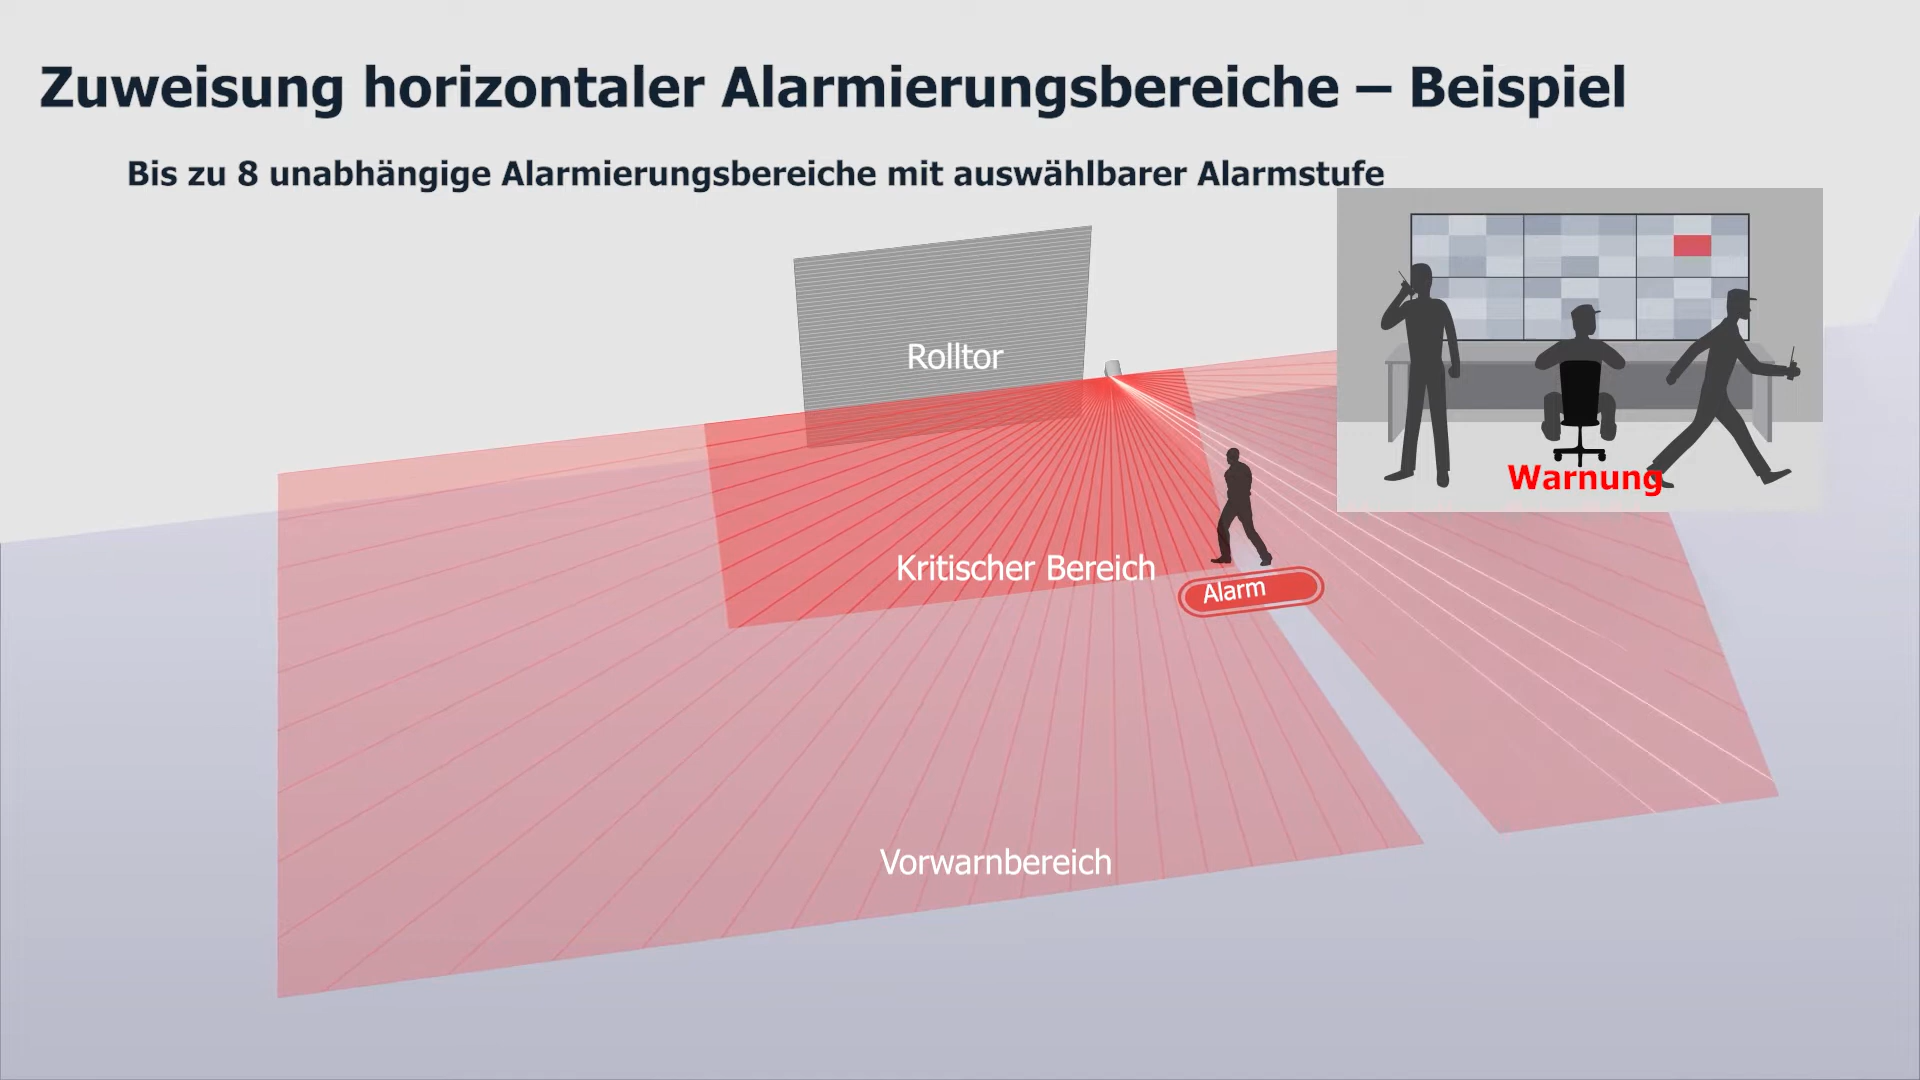 Zuweisung horizontaler Alarmierungsbereiche – Beispiel
Bis zu 8 unabhängige Alarmierungsbereiche mit auswählbarer Alarmstufe
Rolltor
Warnung
Kritischer Bereich
Alarm
Vorwarnbereich